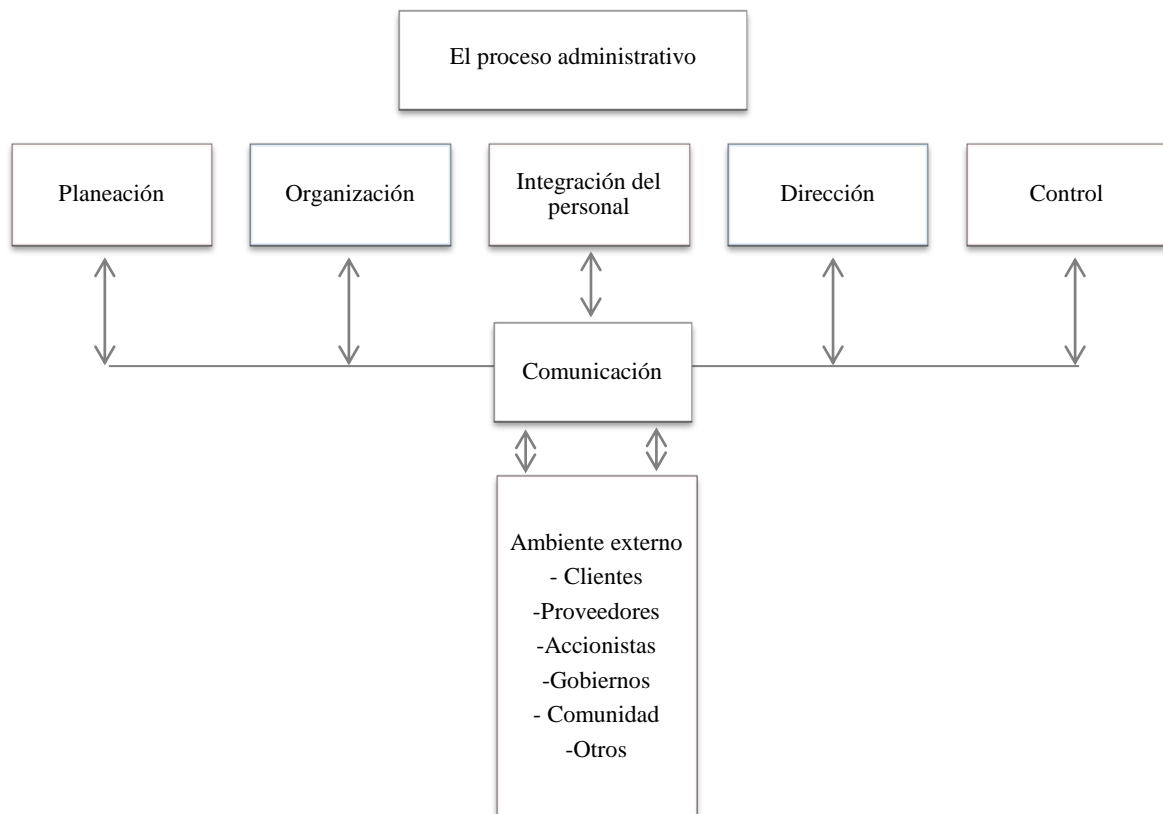 El proceso administrativo
Planeación
Organización
Integración del
personal
Dirección
Control
Comunicación
Ambiente externo
- Clientes
-Proveedores
-Accionistas
-Gobiernos
- Comunidad
-Otros